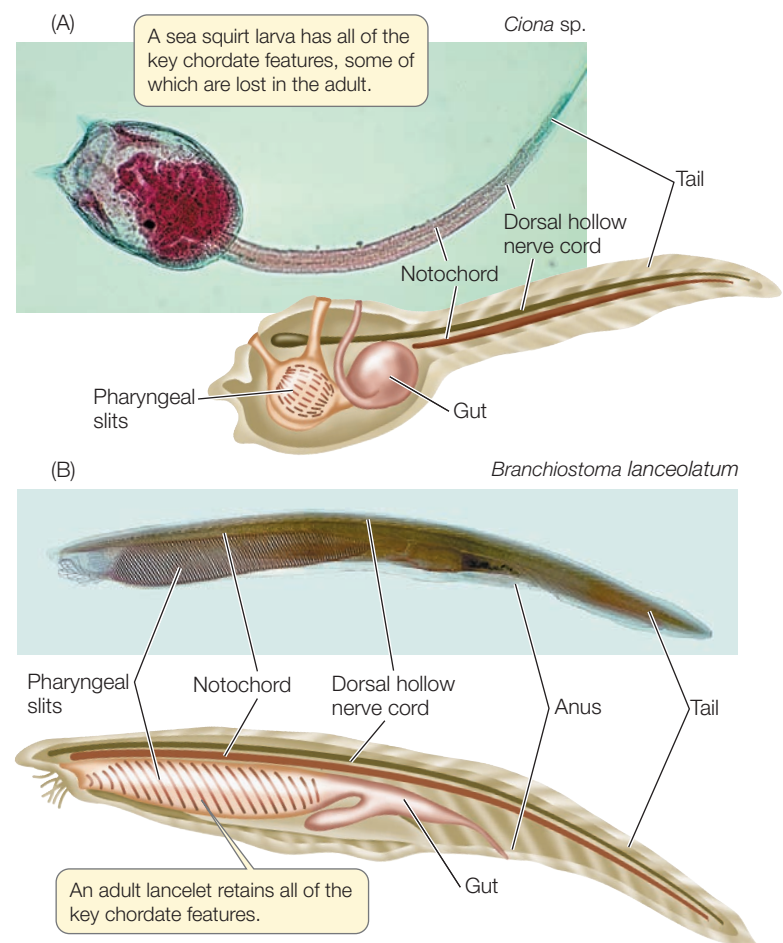 (A)
Ciona sp.
A sea squirt larva has all of the
key chordate features, some of
which are lost in the adult.
Tail
Dorsal hollow
nerve cord
Notochord
Pharyngeal
slits
Gut
(B)
Branchiostoma lanceolatum
Pharyngeal
slits
Notochord
Dorsal hollow
nerve cord
Anus
Tail
Gut
An adult lancelet retains all of the
key chordate features.